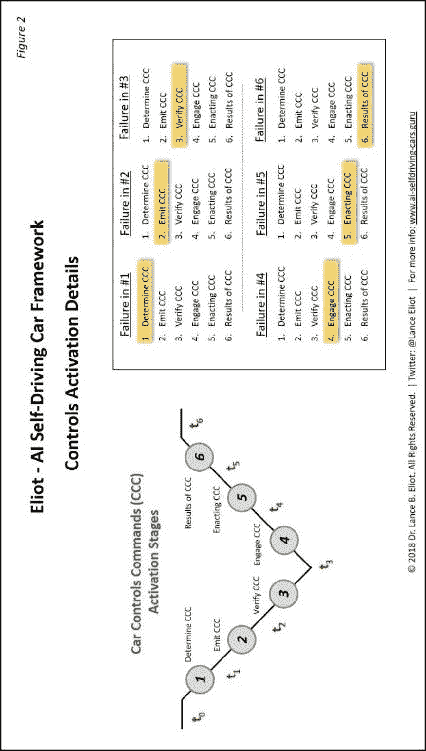 Figure 2
Eliot - AI Self-Driving Car Framework
Controls Activation Details
Car Controls Commands (CCC)
Activation Stages
t0
1
Determine CCC
t1
2
Emit CCC
t2
3
Verify CCC
t3
4
Engage CCC
t4
5
Enacting CCC
t5
6
Results of CCC
t6
Failure in #1
1 Determine CCC
2. Emit CCC
3. Verify CCC
4. Engage CCC
5. Enacting CCC
6. Results of CCC
Failure in #2
1. Determine CCC
2. Emit CCC
3. Verify CCC
4. Engage CCC
5. Enacting CCC
6. Results of CCC
Failure in #3
1. Determine CCC
2. Emit CCC
3. Verify CCC
4. Engage CCC
5. Enacting CCC
6. Results of CCC
Failure in #4
1. Determine CCC
2. Emit CCC
3. Verify CCC
4. Engage CCC
5. Enacting CCC
6. Results of CCC
Failure in #5
1. Determine CCC
2. Emit CCC
3. Verify CCC
4. Engage CCC
5. Enacting CCC
6. Results of CCC
Failure in #6
1. Determine CCC
2. Emit CCC
3. Verify CCC
4. Engage CCC
5. Enacting CCC
6. Results of CCC
© 2018 Dr. Lance B. Eliot, All Rights Reserved. | Twitter: @Lance Eliot | For more info: www.ai-selfdriving-cars.guru